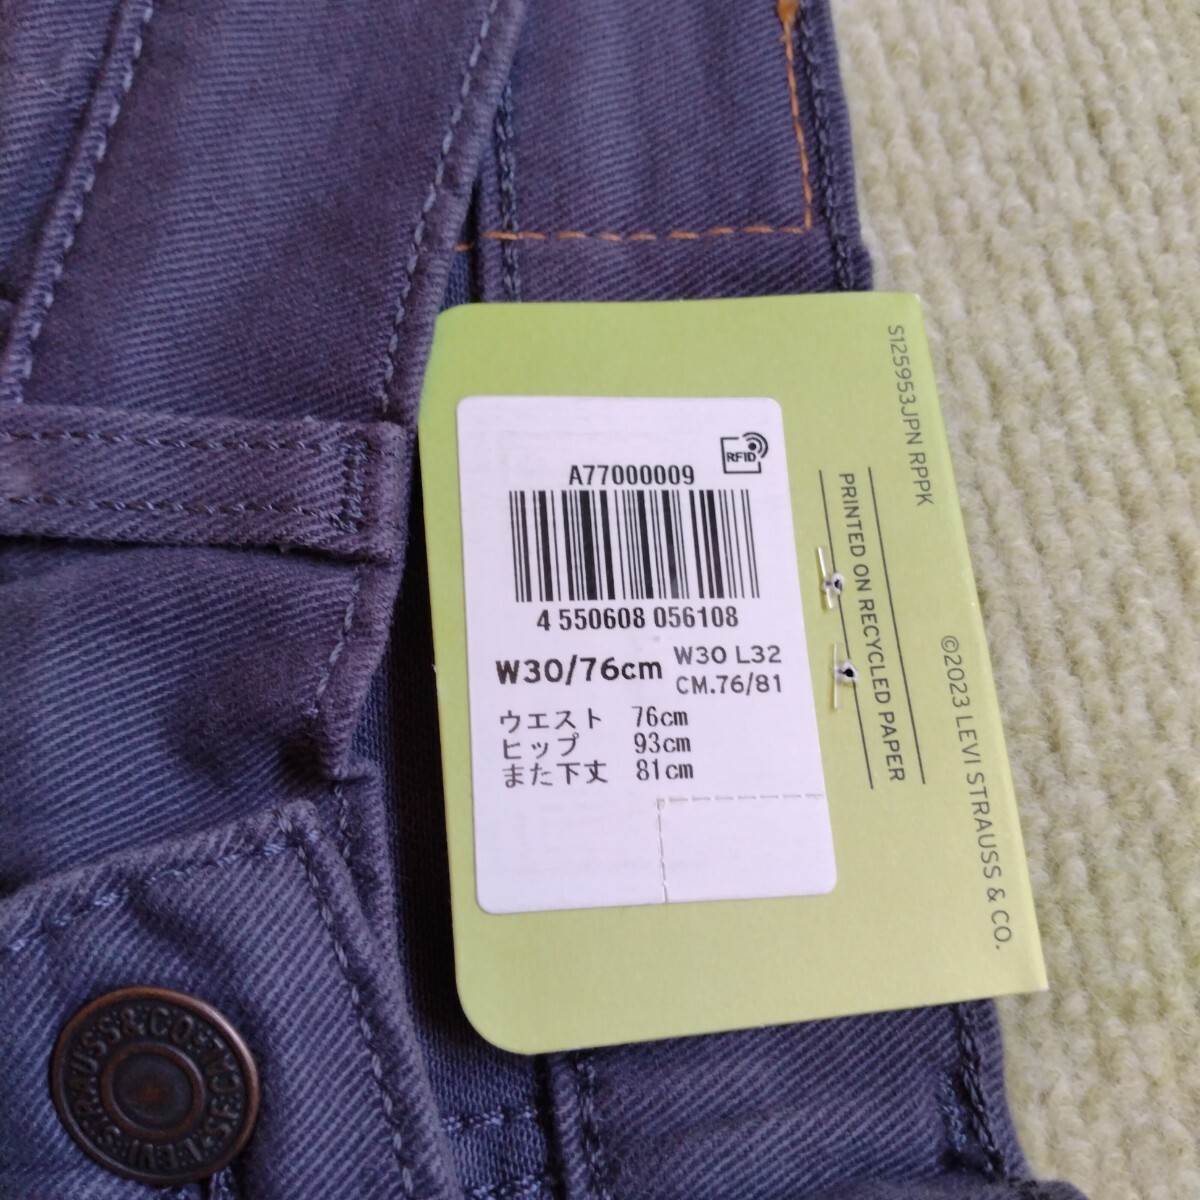 A77000009
RFID
4 550608 056108
W30/76cm
W30 L32
CM.76/81
ウエスト 76cm
ヒップ 93cm
また下丈 81cm
PRINTED ON RECYCLED PAPER
S125953JPN RPPK
©2023 LEVI STRAUSS & CO.